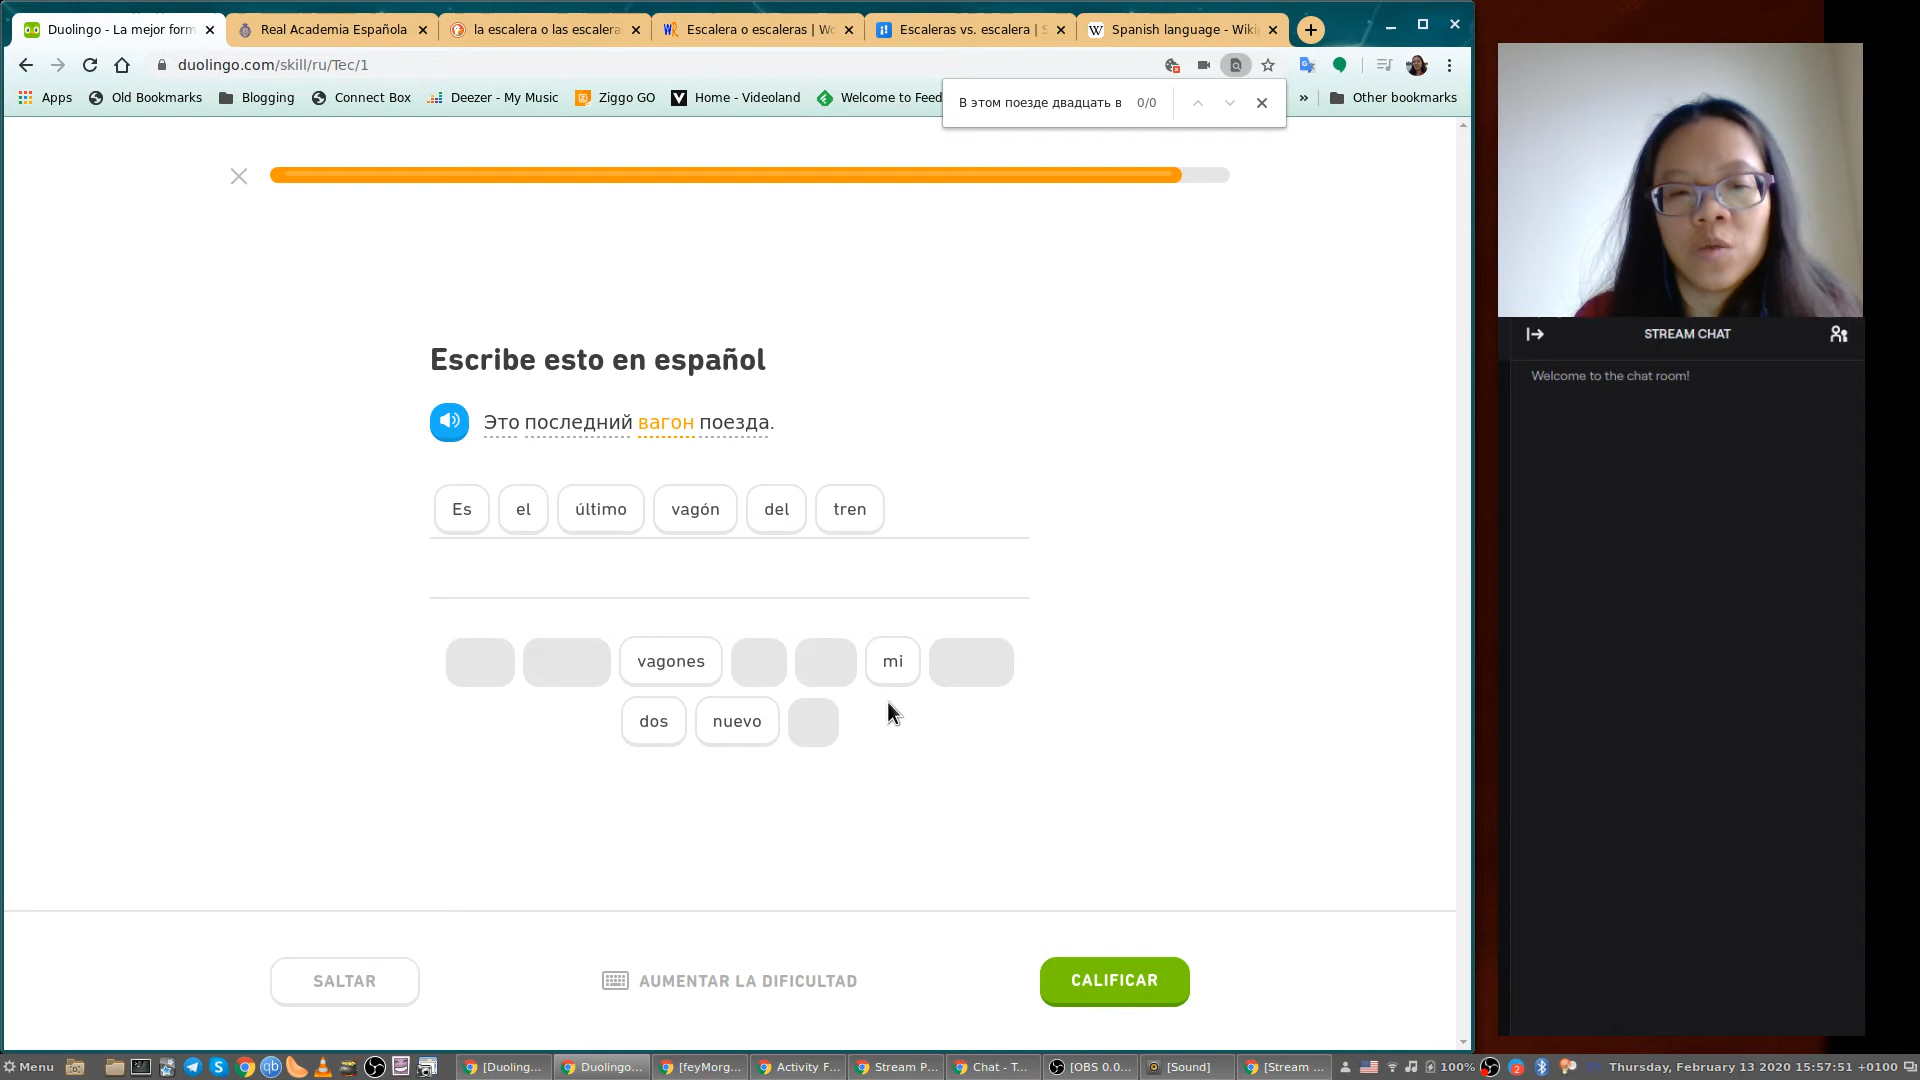 Duolingo - La mejor form
Real Academia Española
la escalera o las escalera
Escalera o escaleras | Wo
Escaleras vs. escalera | S
Spanish language - Wiki
duolingo.com/skill/ru/Tec/1
Apps
Old Bookmarks
Blogging
Connect Box
Deezer - My Music
Ziggo GO
Home - Videoland
Welcome to Feed
»
Other bookmarks
В этом поезде двадцать в 0/0
Escribe esto en español
Это последний вагон поезда.
Es el último vagón del tren
vagones mi
dos nuevo
SALTAR
AUMENTAR LA DIFICULTAD
CALIFICAR
STREAM CHAT
Welcome to the chat room!
Menu
[Duoling...
Duolingo...
[feyMorg...
Activity F...
Stream P...
Chat - T...
[OBS 0.0...
[Sound]
[Stream ...
100%
2
Thursday, February 13 2020 15:57:51 +0100